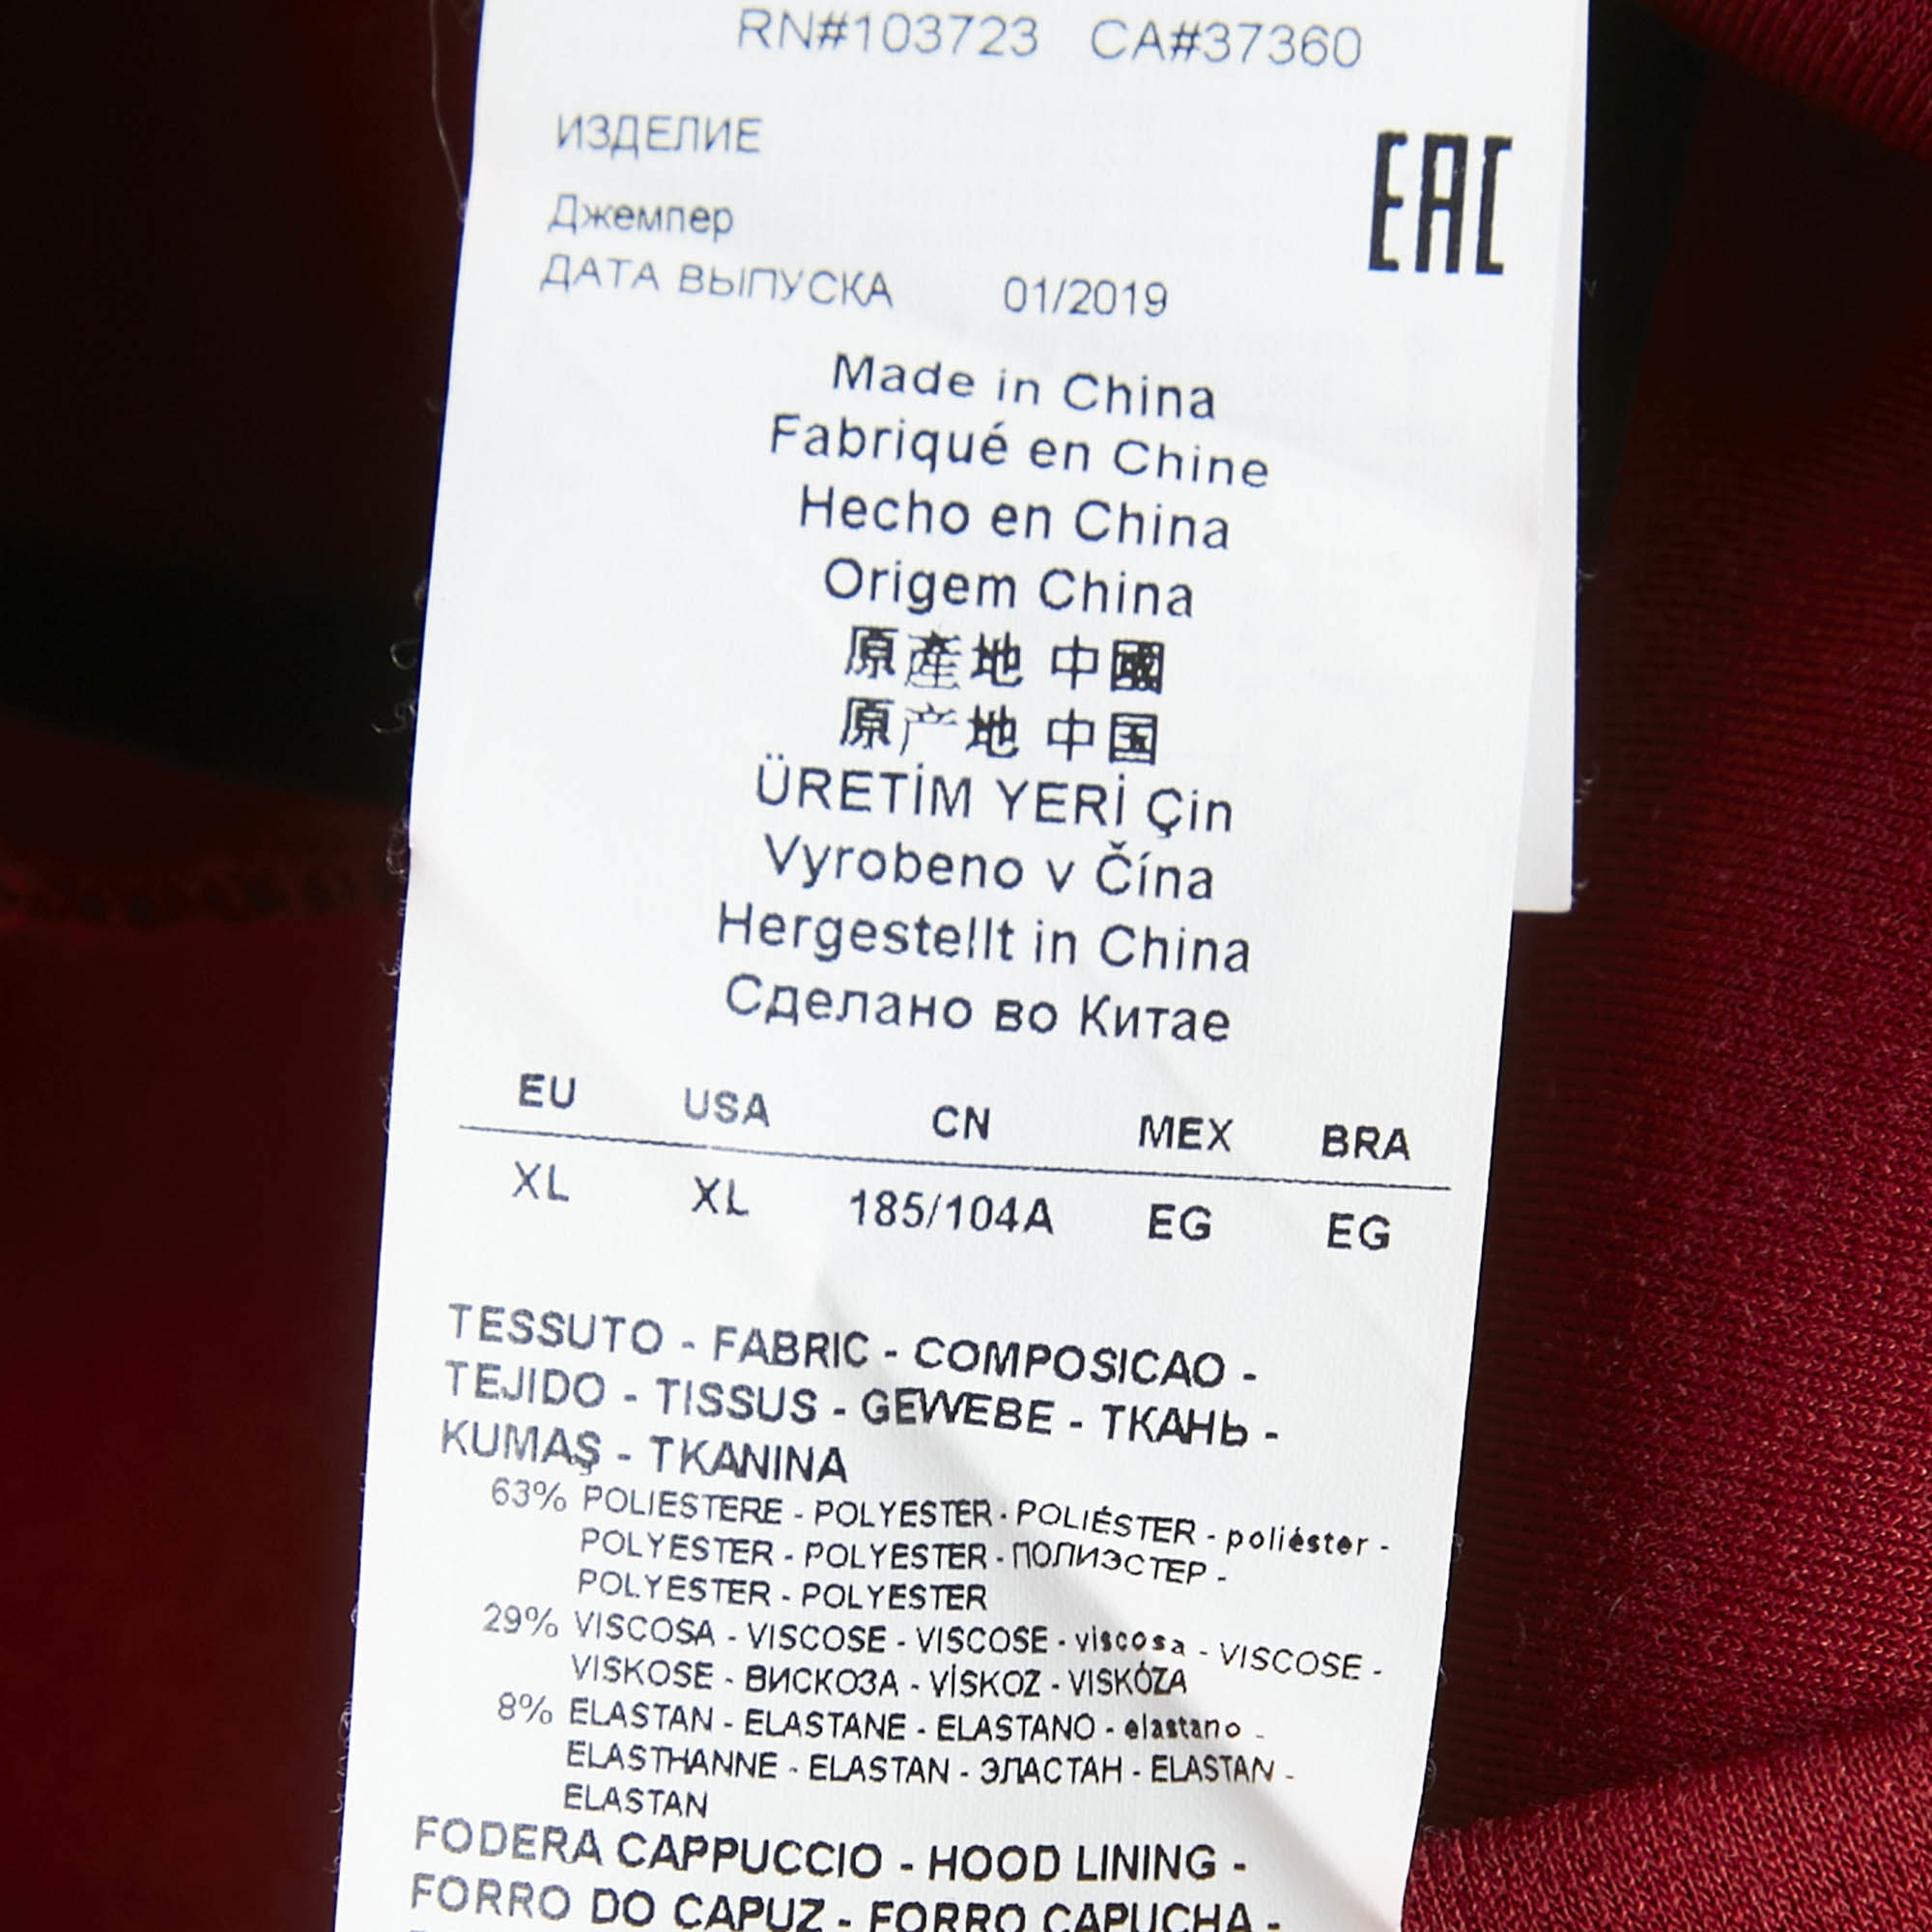 RN#103723 CA#37360
ИЗДЕЛИЕ
EAC
Джемпер
ДАТА ВЫПУСКА 01/2019
Made in China
Fabriqué en Chine
Hecho en China
Origem China
原產地 中國
原产地 中国
ÜRETİM YERİ Çin
Vyrobeno v Čína
Hergestellt in China
Сделано во Китае
EU USA CN MEX BRA
XL XL 185/104A EG EG
TESSUTO - FABRIC - COMPOSICAO -
TEJIDO - TISSUS - GEWEBE - ТКАНЬ -
KUMAŞ - TKANINA
63% POLIESTERE - POLYESTER - POLIÉSTER - poliéster -
POLYESTER - POLYESTER - ПОЛИЭСТЕР -
POLYESTER - POLYESTER
29% VISCOSA - VISCOSE - VISCOSE - viscosa - VISCOSE -
VISKOSE - ВИСКОЗА - VİSKOZ - VISKÓZA
8% ELASTAN - ELASTANE - ELASTANO - elastano -
ELASTHANNE - ELASTAN - ЭЛАСТАН - ELASTAN -
ELASTAN
FODERA CAPPUCCIO - HOOD LINING -
FORRO DO CAPUZ - FORRO CAPUCHA -